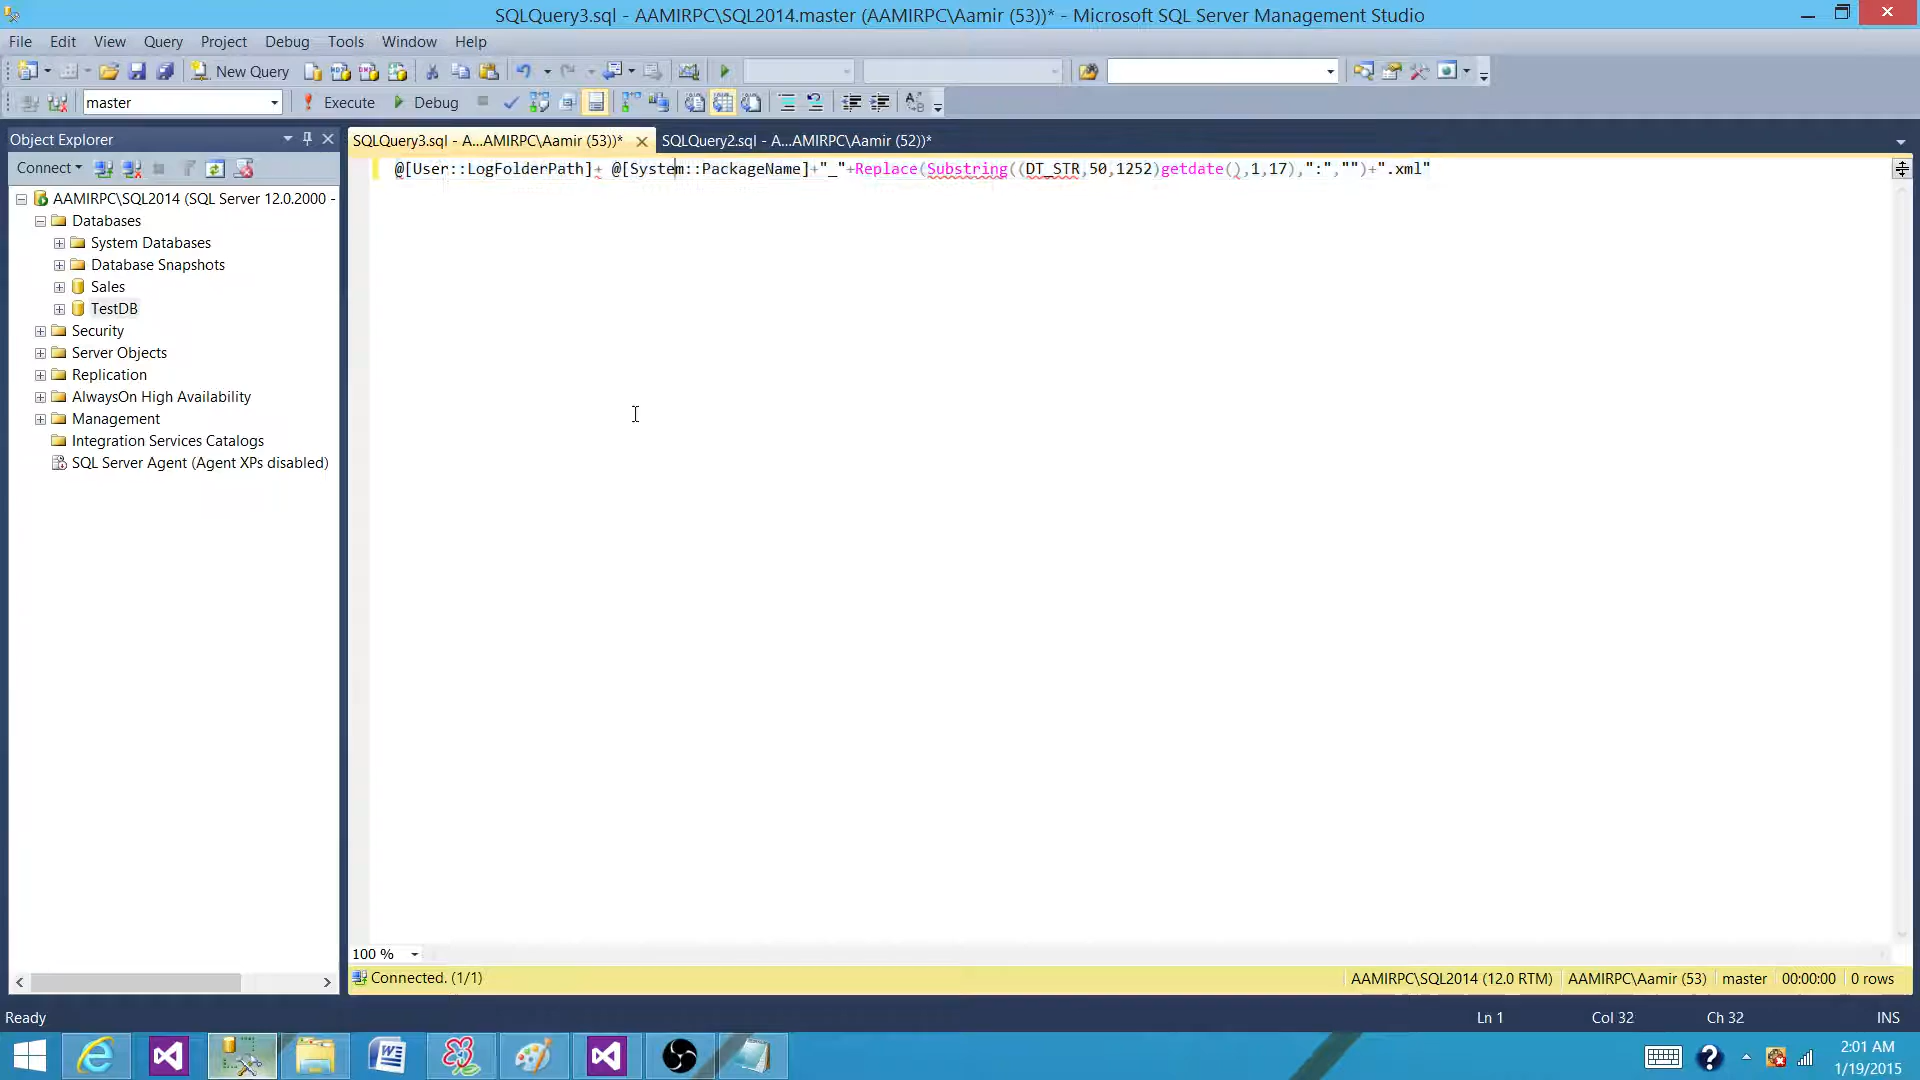 SQLQuery3.sql - AAMIRPC\SQL2014.master (AAMIRPC\Aamir (53))* - Microsoft SQL Server Management Studio
File Edit View Query Project Debug Tools Window Help
New Query
master Execute Debug
Object Explorer
SQLQuery3.sql - A...AMIRPC\Aamir (53))* SQLQuery2.sql - A...AMIRPC\Aamir (52))*
Connect
@[User::LogFolderPath]+ @[System::PackageName]+"_"+Replace(Substring((DT_STR,50,1252)getdate(),1,17),":","")+".xml"
AAMIRPC\SQL2014 (SQL Server 12.0.2000 -
Databases
System Databases
Database Snapshots
Sales
TestDB
Security
Server Objects
Replication
AlwaysOn High Availability
Management
Integration Services Catalogs
SQL Server Agent (Agent XPs disabled)
100 %
Connected. (1/1) AAMIRPC\SQL2014 (12.0 RTM) AAMIRPC\Aamir (53) master 00:00:00 0 rows
Ready Ln 1 Col 32 Ch 32 INS
2:01 AM
1/19/2015